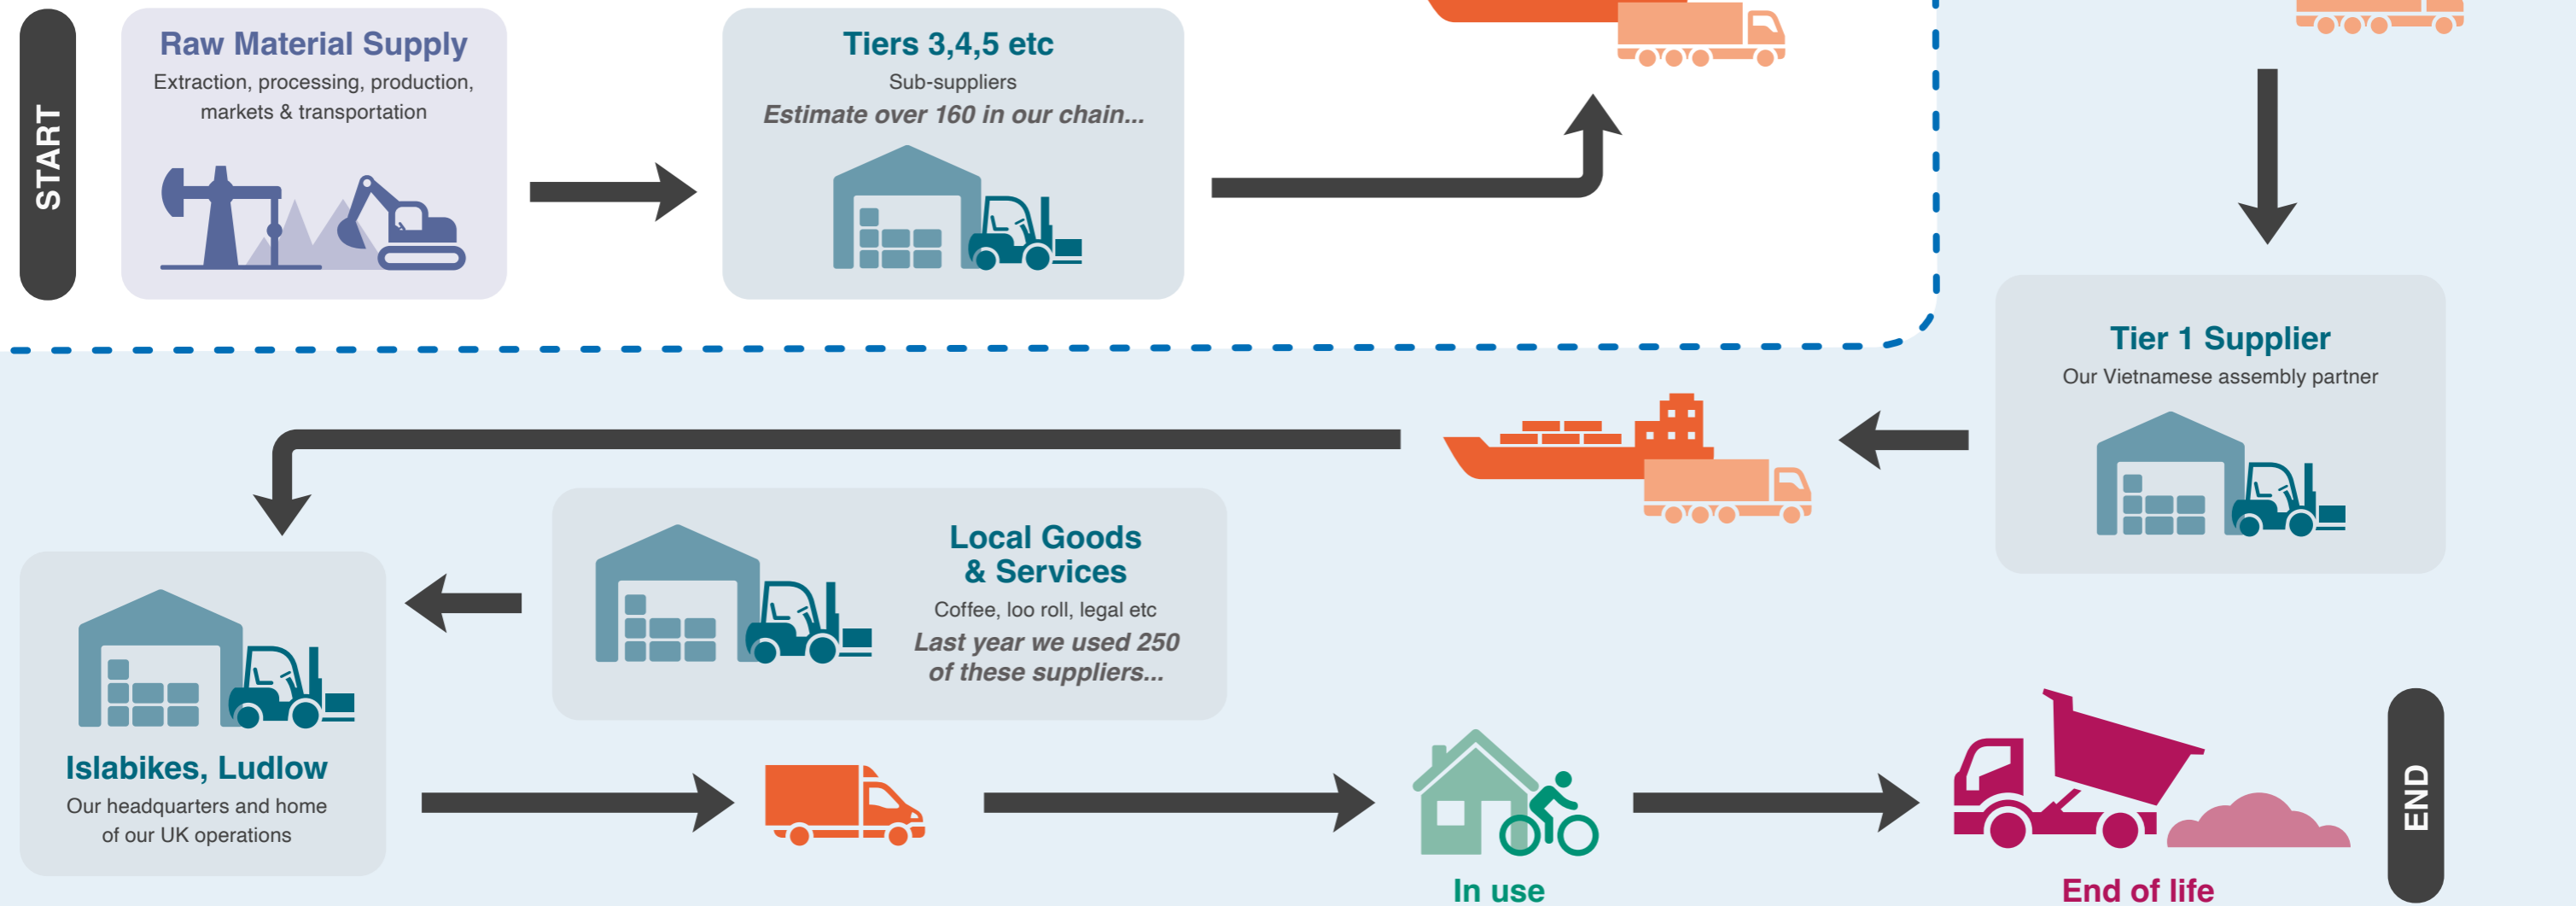 START
Raw Material Supply
Extraction, processing, production,
markets & transportation
Tiers 3,4,5 etc
Sub-suppliers
Estimate over 160 in our chain...
Tier 1 Supplier
Our Vietnamese assembly partner
Local Goods
& Services
Coffee, loo roll, legal etc
Last year we used 250
of these suppliers...
Islabikes, Ludlow
Our headquarters and home
of our UK operations
In use
End of life
END